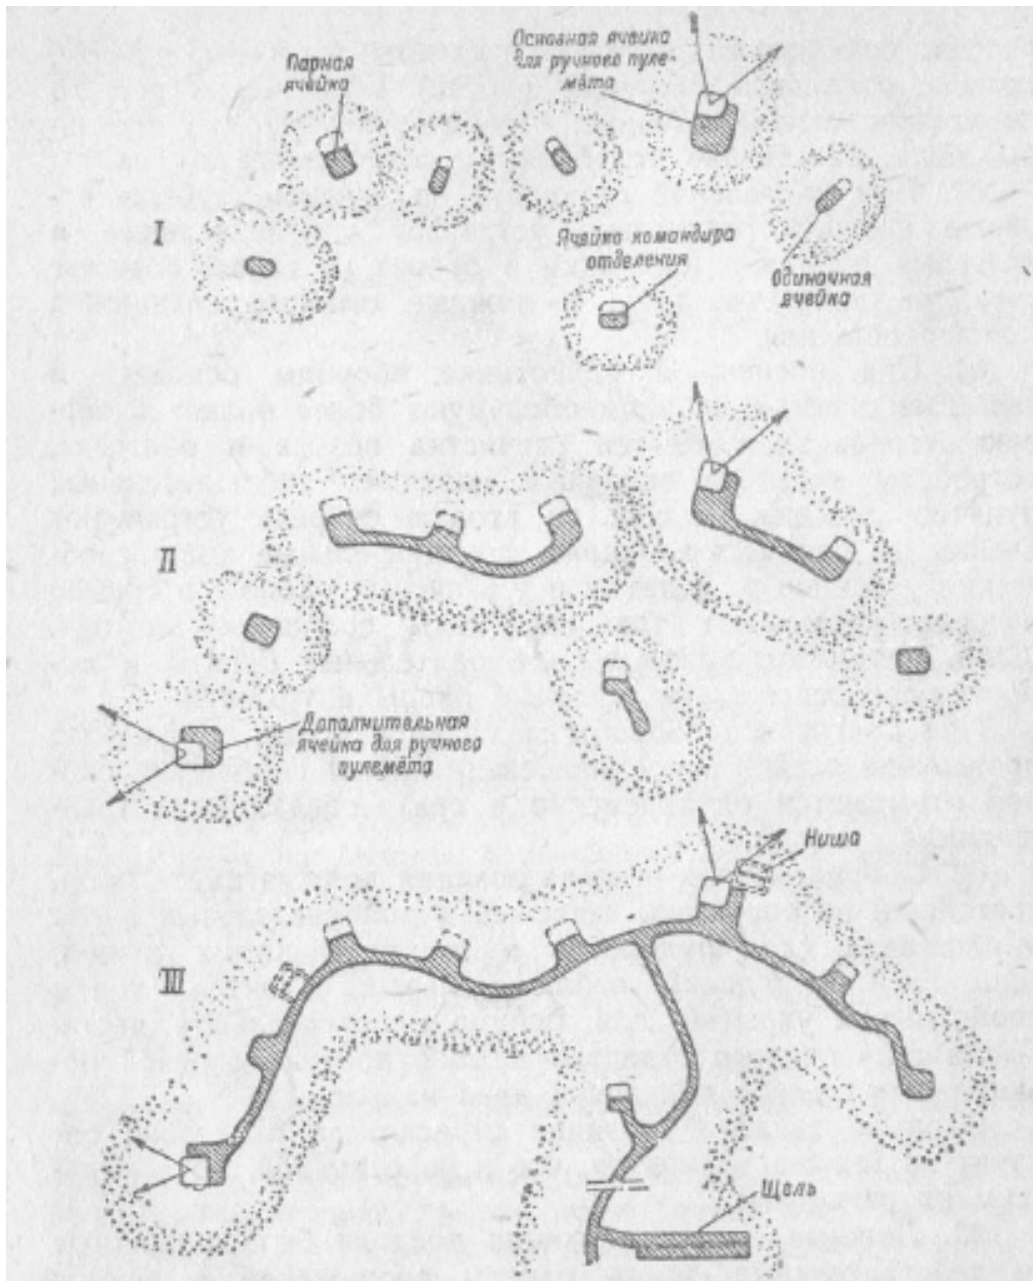 Парная
ячейка
Основная ячейка
для ручного пуле-
мёта
I
Ячейка командира
отделения
Одиночная
ячейка
II
Дополнительная
ячейка для ручного
пулемёта
Ниша
III
Щель